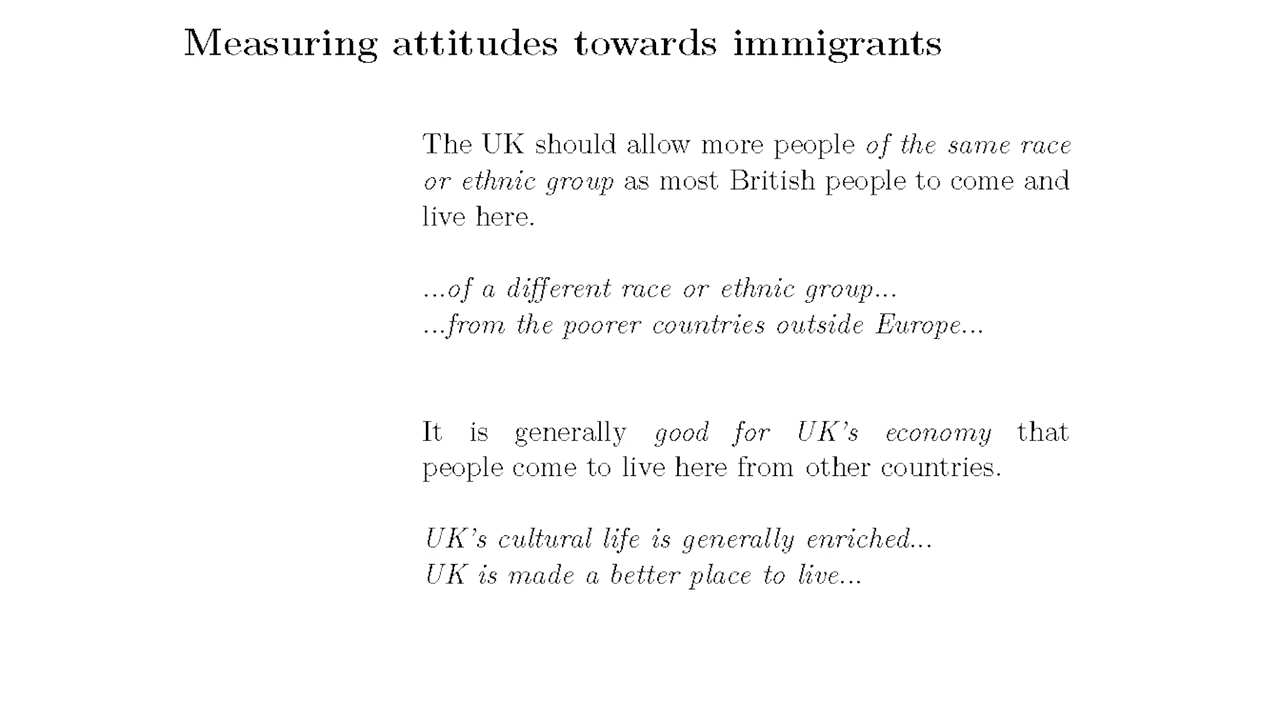 Measuring attitudes towards immigrants
The UK should allow more people of the same race
or ethnic group as most British people to come and
live here.
...of a different race or ethnic group...
...from the poorer countries outside Europe...
It is generally good for UK's economy that
people come to live here from other countries.
UK's cultural life is generally enriched...
UK is made a better place to live...